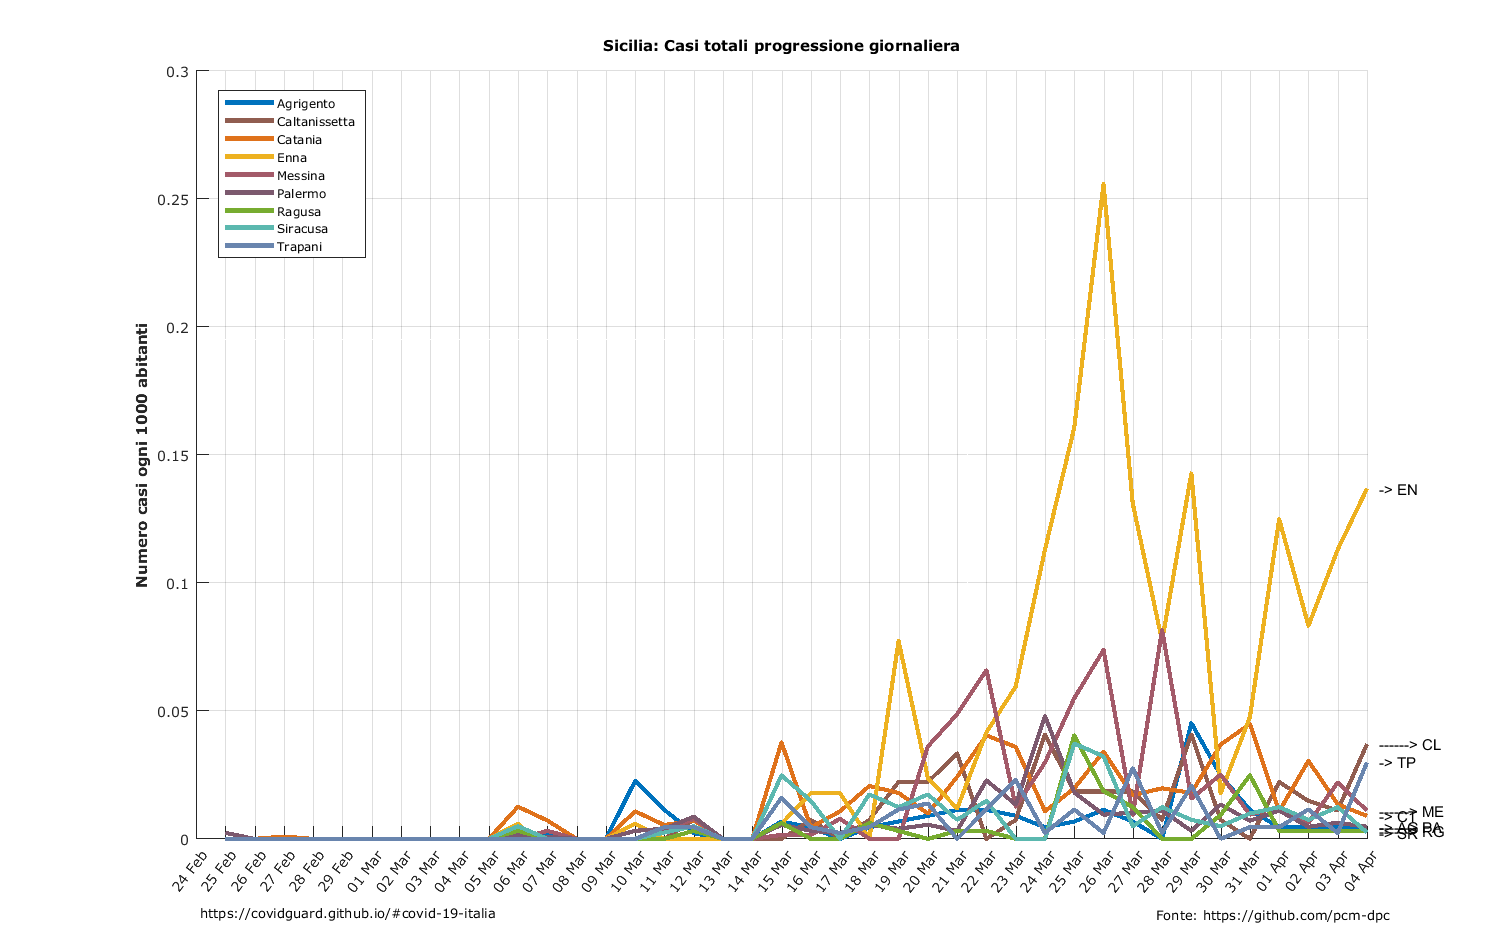 Sicilia: Casi totali progressione giornaliera
Numero casi ogni 1000 abitanti
0.3
0.25
0.2
0.15
0.1
0.05
0
Agrigento
Caltanissetta
Catania
Enna
Messina
Palermo
Ragusa
Siracusa
Trapani
-> EN
------> CL
-> TP
------> ME
-> CT
-> AG
PA
-> SR
RG
24 Feb
25 Feb
26 Feb
27 Feb
28 Feb
29 Feb
01 Mar
02 Mar
03 Mar
04 Mar
05 Mar
06 Mar
07 Mar
08 Mar
09 Mar
10 Mar
11 Mar
12 Mar
13 Mar
14 Mar
15 Mar
16 Mar
17 Mar
18 Mar
19 Mar
20 Mar
21 Mar
22 Mar
23 Mar
24 Mar
25 Mar
26 Mar
27 Mar
28 Mar
29 Mar
30 Mar
31 Mar
01 Apr
02 Apr
03 Apr
04 Apr
https://covidguard.github.io/#covid-19-italia
Fonte: https://github.com/pcm-dpc